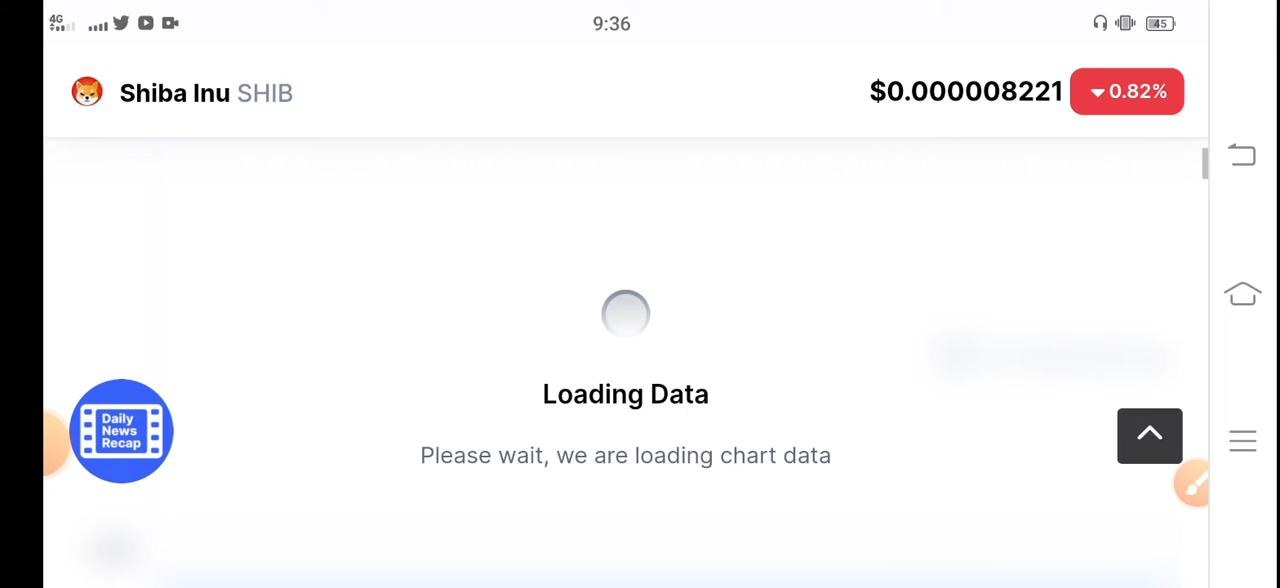 4G 9:36 45
Shiba Inu SHIB $0.000008221 0.82%
Loading Data
Please wait, we are loading chart data
Daily
News
Recap